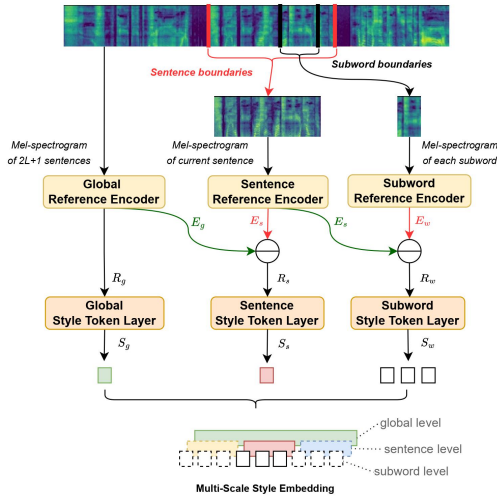 Sentence boundaries
Subword boundaries
Mel-spectrogram
of 2L+1 sentences
Mel-spectrogram
of current sentence
Mel-spectrogram
of each subword
Global
Reference Encoder
Sentence
Reference Encoder
Subword
Reference Encoder
E_g
E_s
E_s
E_w
R_g
R_s
R_w
Global
Style Token Layer
Sentence
Style Token Layer
Subword
Style Token Layer
S_g
S_s
S_w
global level
sentence level
subword level
Multi-Scale Style Embedding